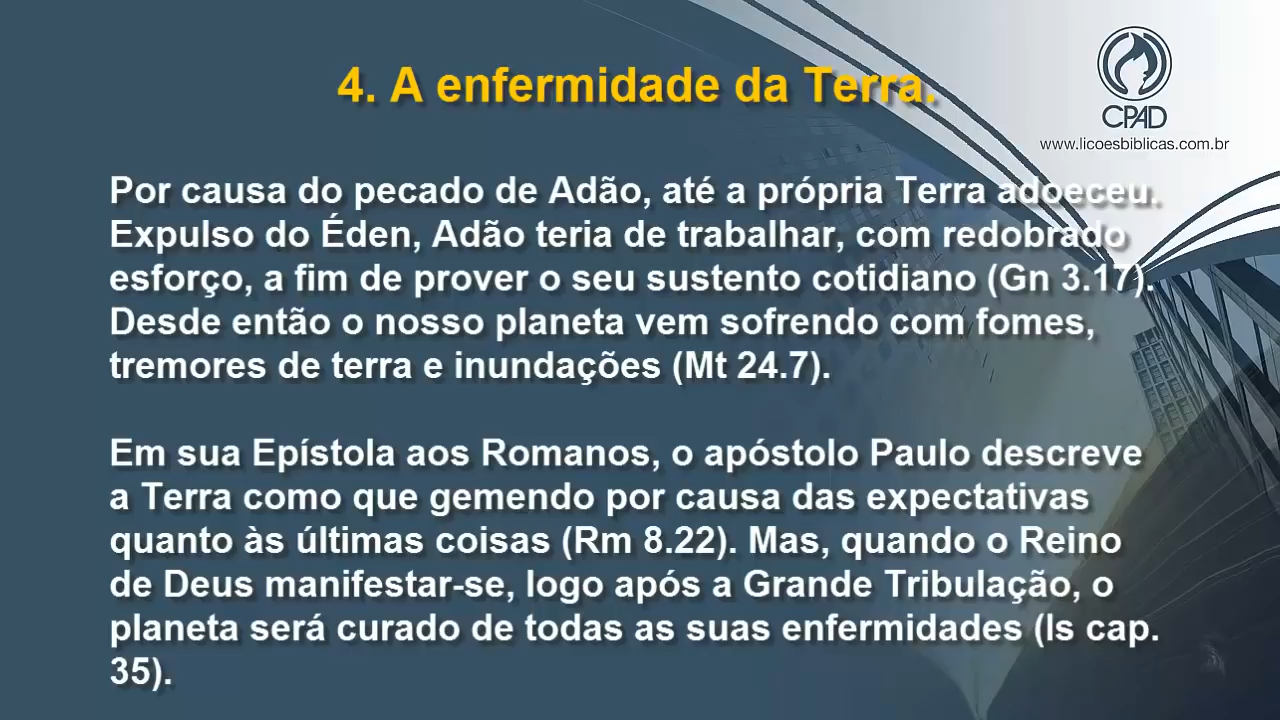 4. A enfermidade da Terra.
CPAD
www.licoesbiblicas.com.br
Por causa do pecado de Adão, até a própria Terra adoeceu.
Expulso do Éden, Adão teria de trabalhar, com redobrado
esforço, a fim de prover o seu sustento cotidiano (Gn 3.17).
Desde então o nosso planeta vem sofrendo com fomes,
tremores de terra e inundações (Mt 24.7).
Em sua Epístola aos Romanos, o apóstolo Paulo descreve
a Terra como que gemendo por causa das expectativas
quanto às últimas coisas (Rm 8.22). Mas, quando o Reino
de Deus manifestar-se, logo após a Grande Tribulação, o
planeta será curado de todas as suas enfermidades (Is cap.
35).